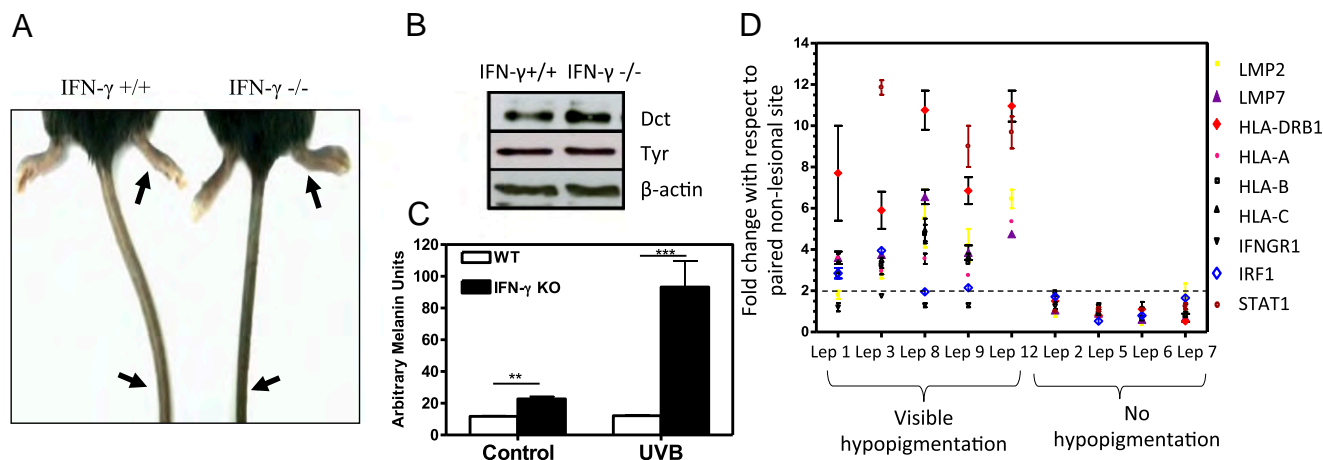 A
IFN-γ +/+ IFN-γ -/-
B
IFN-γ+/+ IFN-γ -/-
Dct
Tyr
β-actin
C
Arbitrary Melanin Units
120
100
80
60
40
20
0
WT
IFN-γ KO
**
***
Control UVB
D
Fold change with respect to
paired non-lesional site
14
12
10
8
6
4
2
0
Lep 1 Lep 3 Lep 8 Lep 9 Lep 12 Lep 2 Lep 5 Lep 6 Lep 7
Visible
hypopigmentation
No
hypopigmentation
LMP2
LMP7
HLA-DRB1
HLA-A
HLA-B
HLA-C
IFNGR1
IRF1
STAT1